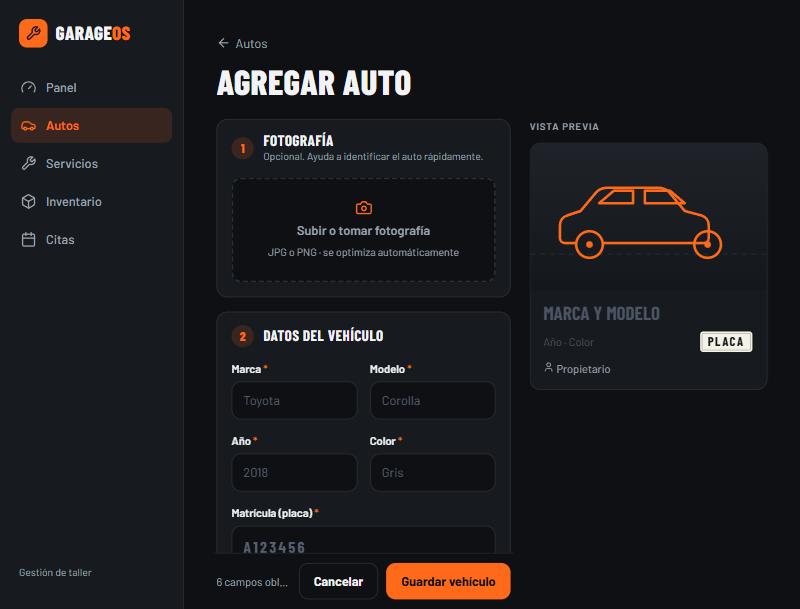 GARAGEOS
Panel
Autos
Servicios
Inventario
Citas
Gestión de taller
Autos
AGREGAR AUTO
1
FOTOGRAFÍA
Opcional. Ayuda a identificar el auto rápidamente.
Subir o tomar fotografía
JPG o PNG · se optimiza automáticamente
2
DATOS DEL VEHÍCULO
Marca *
Modelo *
Toyota
Corolla
Año *
Color *
2018
Gris
Matrícula (placa) *
A123456
6 campos obl...
Cancelar
Guardar vehículo
VISTA PREVIA
MARCA Y MODELO
Año · Color
PLACA
Propietario